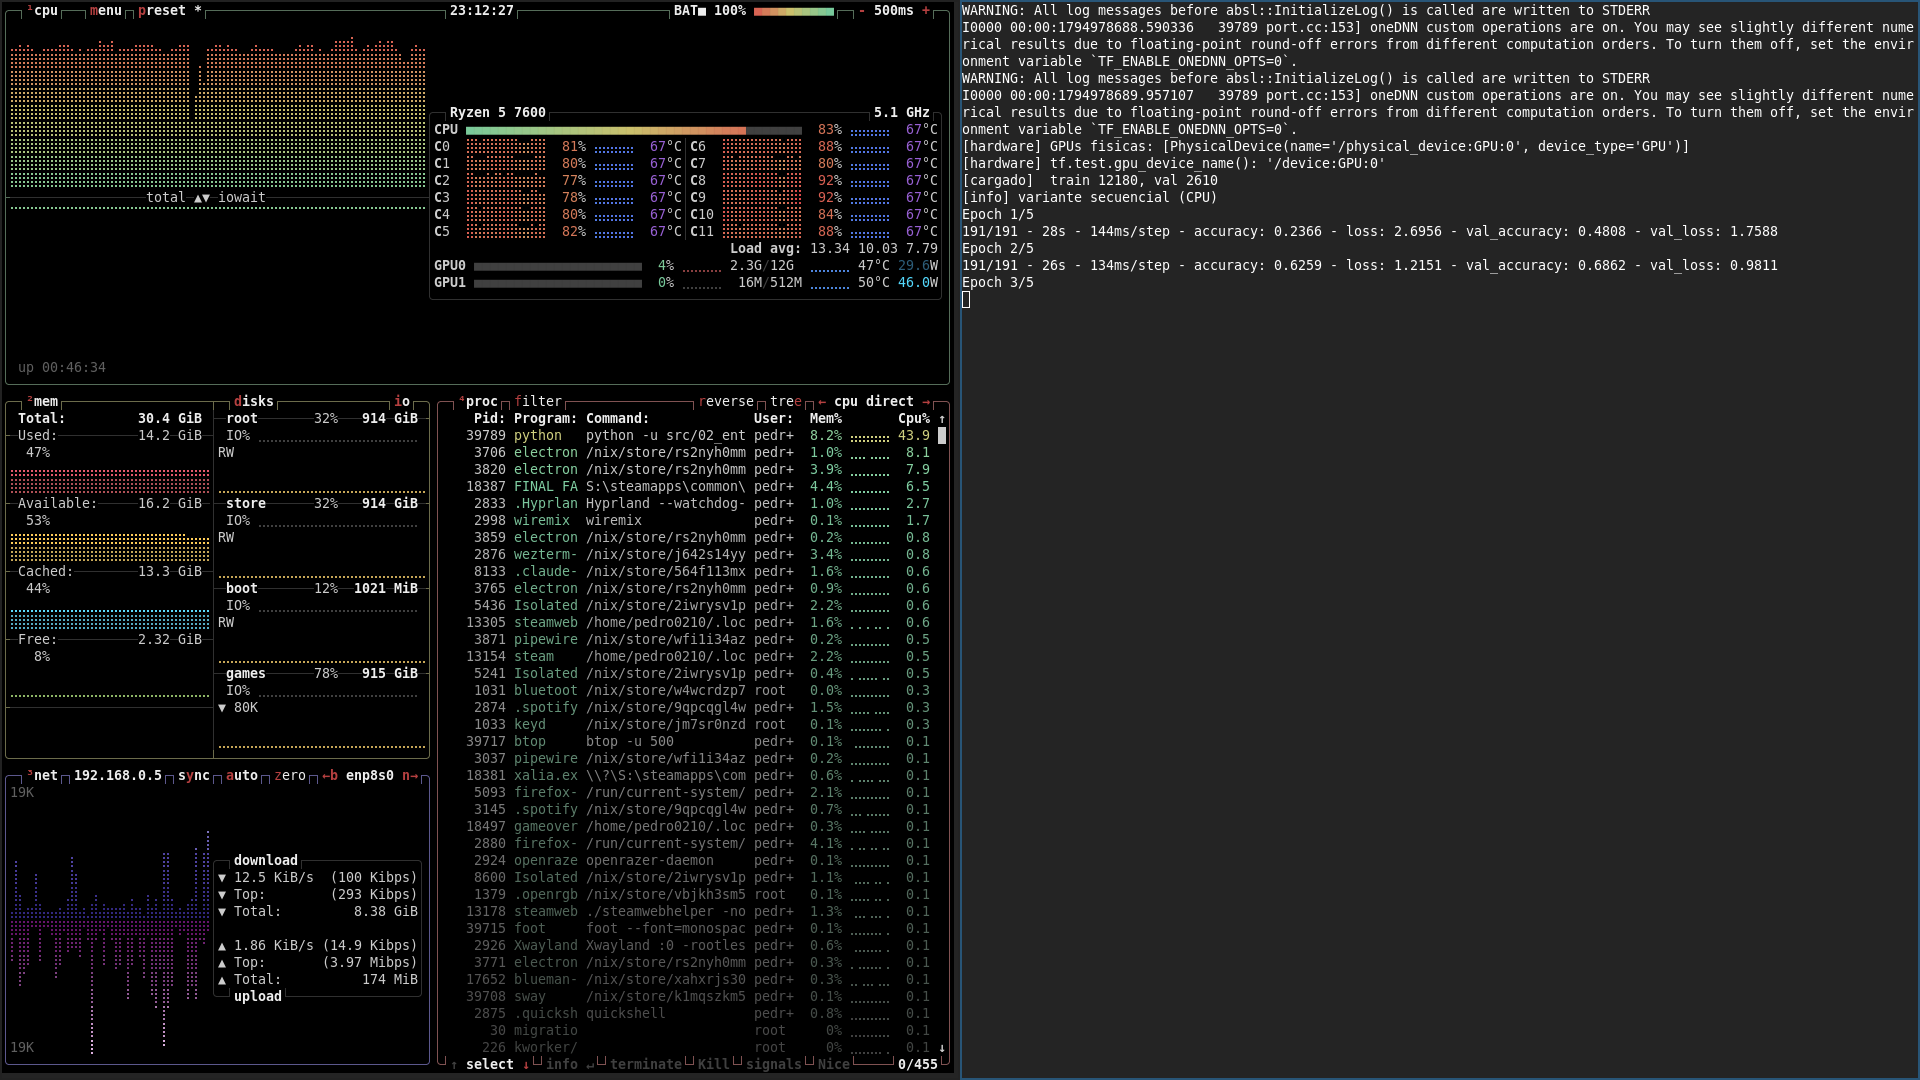 ¹cpu menu preset * 23:12:27 BAT■ 100% - 500ms +
Ryzen 5 7600 5.1 GHz
CPU 83% 67°C
C0 81% 67°C C6 88% 67°C
C1 80% 67°C C7 80% 67°C
C2 77% 67°C C8 92% 67°C
C3 78% 67°C C9 92% 67°C
C4 80% 67°C C10 84% 67°C
C5 82% 67°C C11 88% 67°C
Load avg: 13.34 10.03 7.79
GPU0 4% 2.3G/12G 47°C 29.6W
GPU1 0% 16M/512M 50°C 46.0W
total ▲▼ iowait
up 00:46:34
²mem disks io
Total: 30.4 GiB
Used: 14.2 GiB
47%
Available: 16.2 GiB
53%
Cached: 13.3 GiB
44%
Free: 2.32 GiB
8%
root 32% 914 GiB
IO%
RW
store 32% 914 GiB
IO%
RW
boot 12% 1021 MiB
IO%
RW
games 78% 915 GiB
IO%
▼ 80K
³net 192.168.0.5 sync auto zero ←b enp8s0 n→
19K
download
▼ 12.5 KiB/s (100 Kibps)
▼ Top: (293 Kibps)
▼ Total: 8.38 GiB
▲ 1.86 KiB/s (14.9 Kibps)
▲ Top: (3.97 Mibps)
▲ Total: 174 MiB
upload
19K
⁴proc filter reverse tree ← cpu direct →
Pid: Program: Command: User: Mem% Cpu% ↑
39789 python python -u src/02_ent pedr+ 8.2% 43.9
3706 electron /nix/store/rs2nyh0mm pedr+ 1.0% 8.1
3820 electron /nix/store/rs2nyh0mm pedr+ 3.9% 7.9
18387 FINAL FA S:\steamapps\common\ pedr+ 4.4% 6.5
2833 .Hyprlan Hyprland --watchdog- pedr+ 1.0% 2.7
2998 wiremix wiremix pedr+ 0.1% 1.7
3859 electron /nix/store/rs2nyh0mm pedr+ 0.2% 0.8
2876 wezterm- /nix/store/j642s14yy pedr+ 3.4% 0.8
8133 .claude- /nix/store/564f113mx pedr+ 1.6% 0.6
3765 electron /nix/store/rs2nyh0mm pedr+ 0.9% 0.6
5436 Isolated /nix/store/2iwrysv1p pedr+ 2.2% 0.6
13305 steamweb /home/pedro0210/.loc pedr+ 1.6% 0.6
3871 pipewire /nix/store/wfi1i34az pedr+ 0.2% 0.5
13154 steam /home/pedro0210/.loc pedr+ 2.2% 0.5
5241 Isolated /nix/store/2iwrysv1p pedr+ 0.4% 0.5
1031 bluetoot /nix/store/w4wcrdzp7 root 0.0% 0.3
2874 .spotify /nix/store/9qpcqgl4w pedr+ 1.5% 0.3
1033 keyd /nix/store/jm7sr0nzd root 0.1% 0.3
39717 btop btop -u 500 pedr+ 0.1% 0.1
3037 pipewire /nix/store/wfi1i34az pedr+ 0.2% 0.1
18381 xalia.ex \\?\S:\steamapps\com pedr+ 0.6% 0.1
5093 firefox- /run/current-system/ pedr+ 2.1% 0.1
3145 .spotify /nix/store/9qpcqgl4w pedr+ 0.7% 0.1
18497 gameover /home/pedro0210/.loc pedr+ 0.3% 0.1
2880 firefox- /run/current-system/ pedr+ 4.1% 0.1
2924 openraze openrazer-daemon pedr+ 0.1% 0.1
8600 Isolated /nix/store/2iwrysv1p pedr+ 1.1% 0.1
1379 .openrgb /nix/store/vbjkh3sm5 root 0.1% 0.1
13178 steamweb ./steamwebhelper -no pedr+ 1.3% 0.1
39715 foot foot --font=monospac pedr+ 0.1% 0.1
2926 Xwayland Xwayland :0 -rootles pedr+ 0.6% 0.1
3771 electron /nix/store/rs2nyh0mm pedr+ 0.3% 0.1
17652 blueman- /nix/store/xahxrjs30 pedr+ 0.3% 0.1
39708 sway /nix/store/k1mqszkm5 pedr+ 0.1% 0.1
2875 .quicksh quickshell pedr+ 0.8% 0.1
30 migratio root 0% 0.1
226 kworker/ root 0% 0.1 ↓
↑ select ↓ info ↵ terminate Kill signals Nice 0/455
WARNING: All log messages before absl::InitializeLog() is called are written to STDERR
I0000 00:00:1794978688.590336   39789 port.cc:153] oneDNN custom operations are on. You may see slightly different nume
rical results due to floating-point round-off errors from different computation orders. To turn them off, set the envir
onment variable `TF_ENABLE_ONEDNN_OPTS=0`.
WARNING: All log messages before absl::InitializeLog() is called are written to STDERR
I0000 00:00:1794978689.957107   39789 port.cc:153] oneDNN custom operations are on. You may see slightly different nume
rical results due to floating-point round-off errors from different computation orders. To turn them off, set the envir
onment variable `TF_ENABLE_ONEDNN_OPTS=0`.
[hardware] GPUs fisicas: [PhysicalDevice(name='/physical_device:GPU:0', device_type='GPU')]
[hardware] tf.test.gpu_device_name(): '/device:GPU:0'
[cargado]  train 12180, val 2610
[info] variante secuencial (CPU)
Epoch 1/5
191/191 - 28s - 144ms/step - accuracy: 0.2366 - loss: 2.6956 - val_accuracy: 0.4808 - val_loss: 1.7588
Epoch 2/5
191/191 - 26s - 134ms/step - accuracy: 0.6259 - loss: 1.2151 - val_accuracy: 0.6862 - val_loss: 0.9811
Epoch 3/5